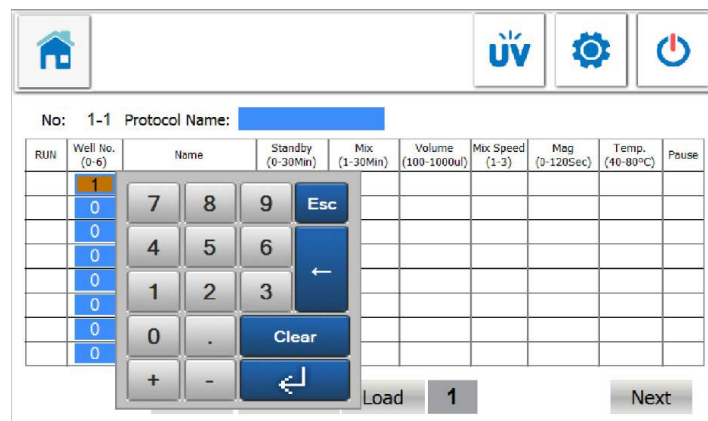 UV
No: 1-1 Protocol Name:
RUN Well No. (0-6) Name Standby (0-30Min) Mix (1-30Min) Volume (100-1000ul) Mix Speed (1-3) Mag (0-120Sec) Temp. (40-80ºC) Pause
1
0
0
0
0
0
0
0
7 8 9 Esc
4 5 6 ←
1 2 3
0 . Clear
+ -
Load 1 Next